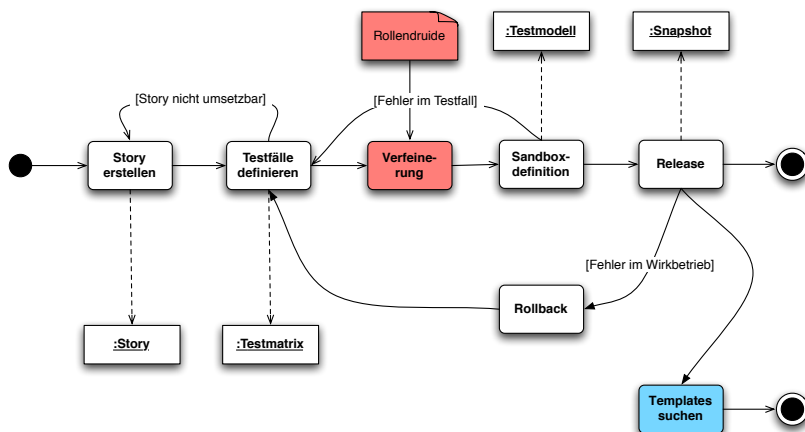 :Testmodell
:Snapshot
Rollendruide
[Story nicht umsetzbar]
[Fehler im Testfall]
Story
erstellen
Testfälle
definieren
Verfeine-
rung
Sandbox-
definition
Release
[Fehler im Wirkbetrieb]
Rollback
:Story
:Testmatrix
Templates
suchen